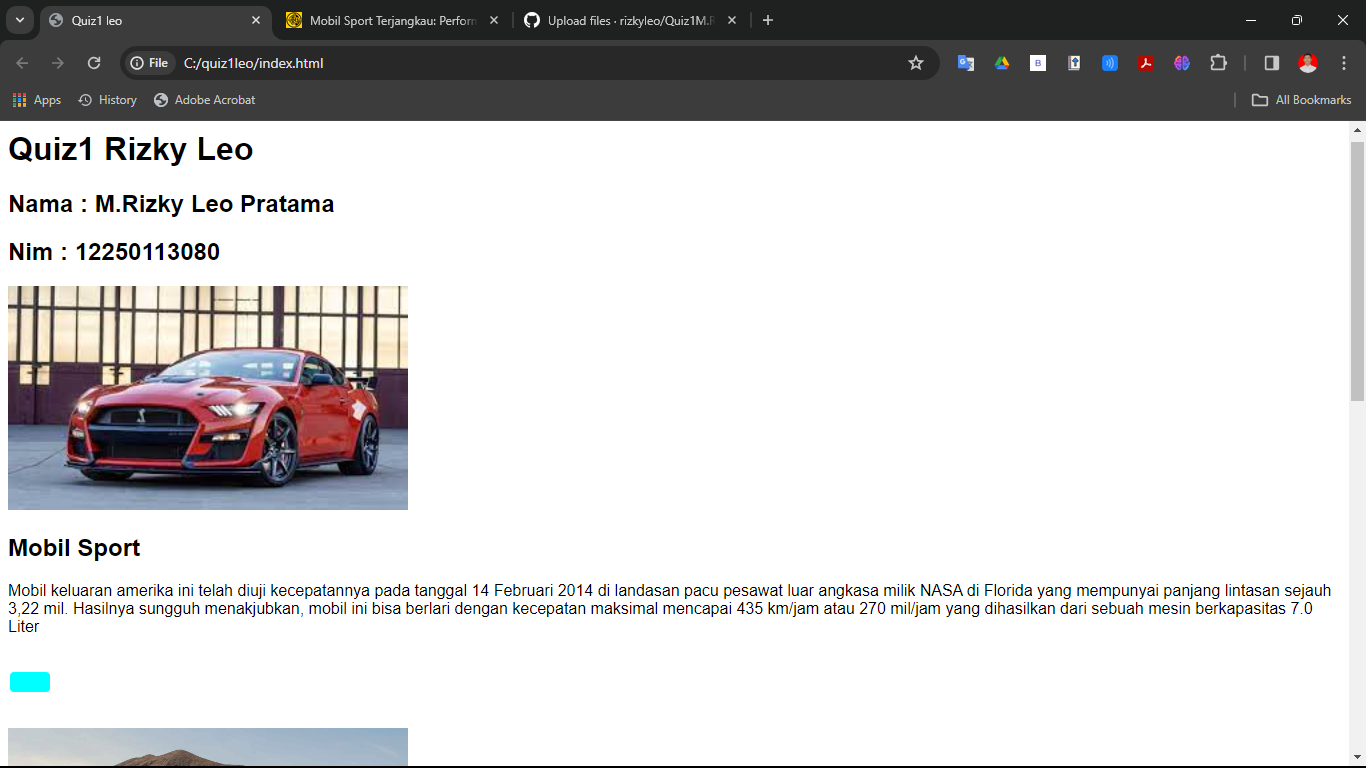 Quiz1 leo
Mobil Sport Terjangkau: Perforn
Upload files · rizkyleo/Quiz1M.R
File
C:/quiz1leo/index.html
Apps
History
Adobe Acrobat
All Bookmarks
Quiz1 Rizky Leo
Nama : M.Rizky Leo Pratama
Nim : 12250113080
Mobil Sport
Mobil keluaran amerika ini telah diuji kecepatannya pada tanggal 14 Februari 2014 di landasan pacu pesawat luar angkasa milik NASA di Florida yang mempunyai panjang lintasan sejauh
3,22 mil. Hasilnya sungguh menakjubkan, mobil ini bisa berlari dengan kecepatan maksimal mencapai 435 km/jam atau 270 mil/jam yang dihasilkan dari sebuah mesin berkapasitas 7.0
Liter